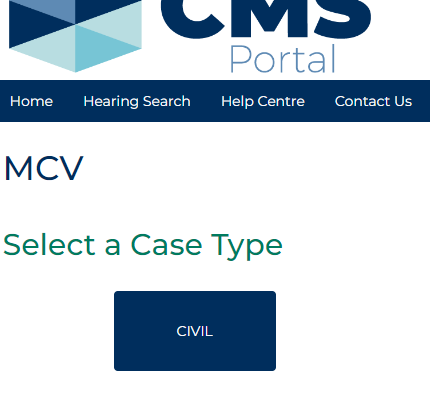 CMS
Portal
Home Hearing Search Help Centre Contact Us
MCV
Select a Case Type
CIVIL